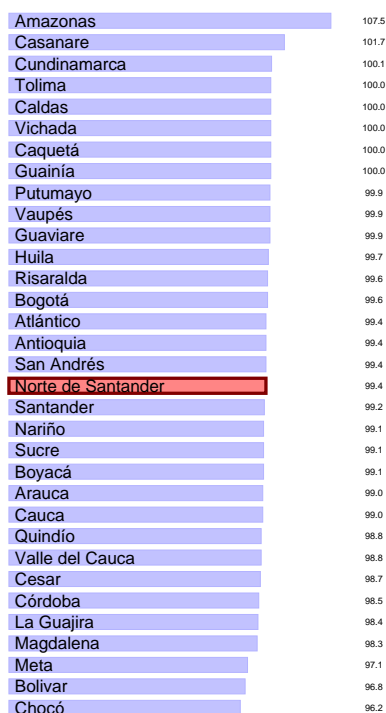 Amazonas 107.5
Casanare 101.7
Cundinamarca 100.1
Tolima 100.0
Caldas 100.0
Vichada 100.0
Caquetá 100.0
Guainía 100.0
Putumayo 99.9
Vaupés 99.9
Guaviare 99.9
Huila 99.7
Risaralda 99.6
Bogotá 99.6
Atlántico 99.4
Antioquia 99.4
San Andrés 99.4
Norte de Santander 99.4
Santander 99.2
Nariño 99.1
Sucre 99.1
Boyacá 99.1
Arauca 99.0
Cauca 99.0
Quindío 98.8
Valle del Cauca 98.8
Cesar 98.7
Córdoba 98.5
La Guajira 98.4
Magdalena 98.3
Meta 97.1
Bolivar 96.8
Chocó 96.2